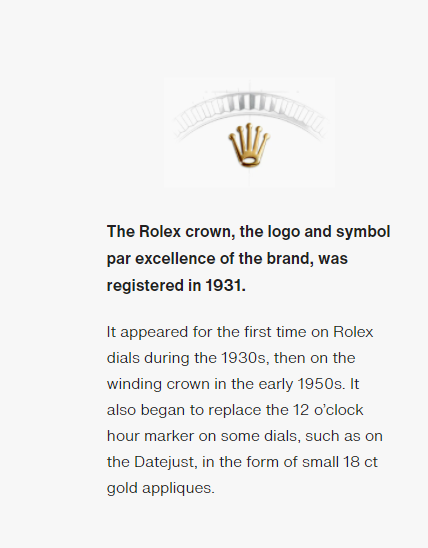 The Rolex crown, the logo and symbol
par excellence of the brand, was
registered in 1931.
It appeared for the first time on Rolex
dials during the 1930s, then on the
winding crown in the early 1950s. It
also began to replace the 12 o’clock
hour marker on some dials, such as on
the Datejust, in the form of small 18 ct
gold appliques.